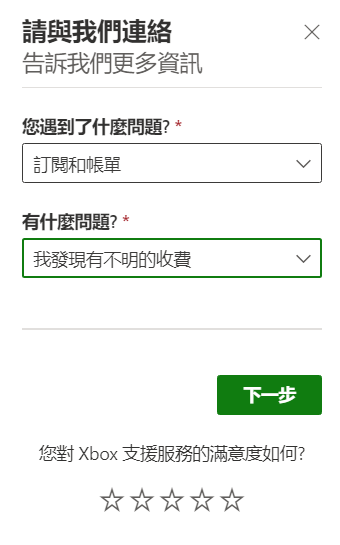 請與我們連絡
告訴我們更多資訊
您遇到了什麼問題? *
訂閱和帳單
有什麼問題? *
我發現有不明的收費
下一步
您對 Xbox 支援服務的滿意度如何?